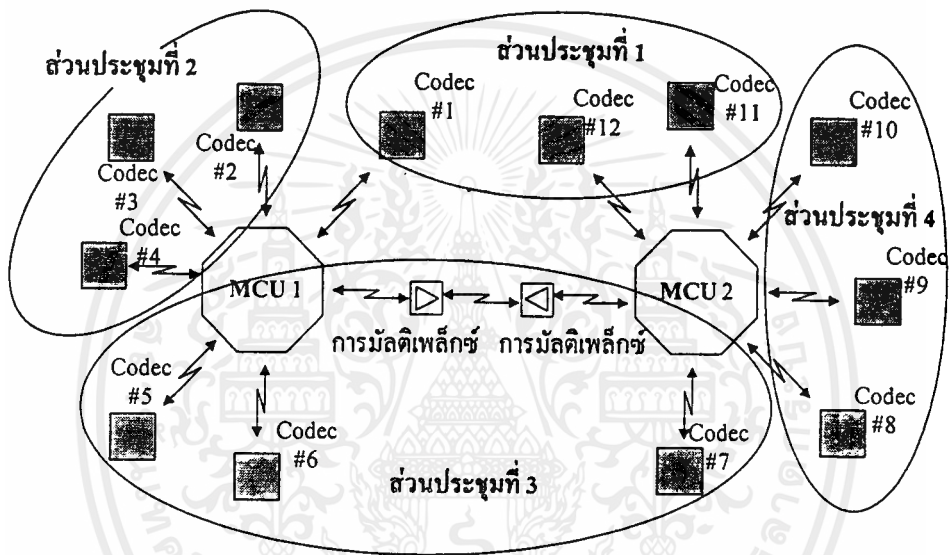 ส่วนประชุมที่ 2
ส่วนประชุมที่ 1
Codec
#1
Codec
#12
Codec
#11
Codec
#10
Codec
#3
Codec
#2
Codec
#4
ส่วนประชุมที่ 4
Codec
#9
MCU 1
MCU 2
การมัลติเพล็กซ์
การมัลติเพล็กซ์
Codec
#5
Codec
#6
Codec
#7
Codec
#8
ส่วนประชุมที่ 3